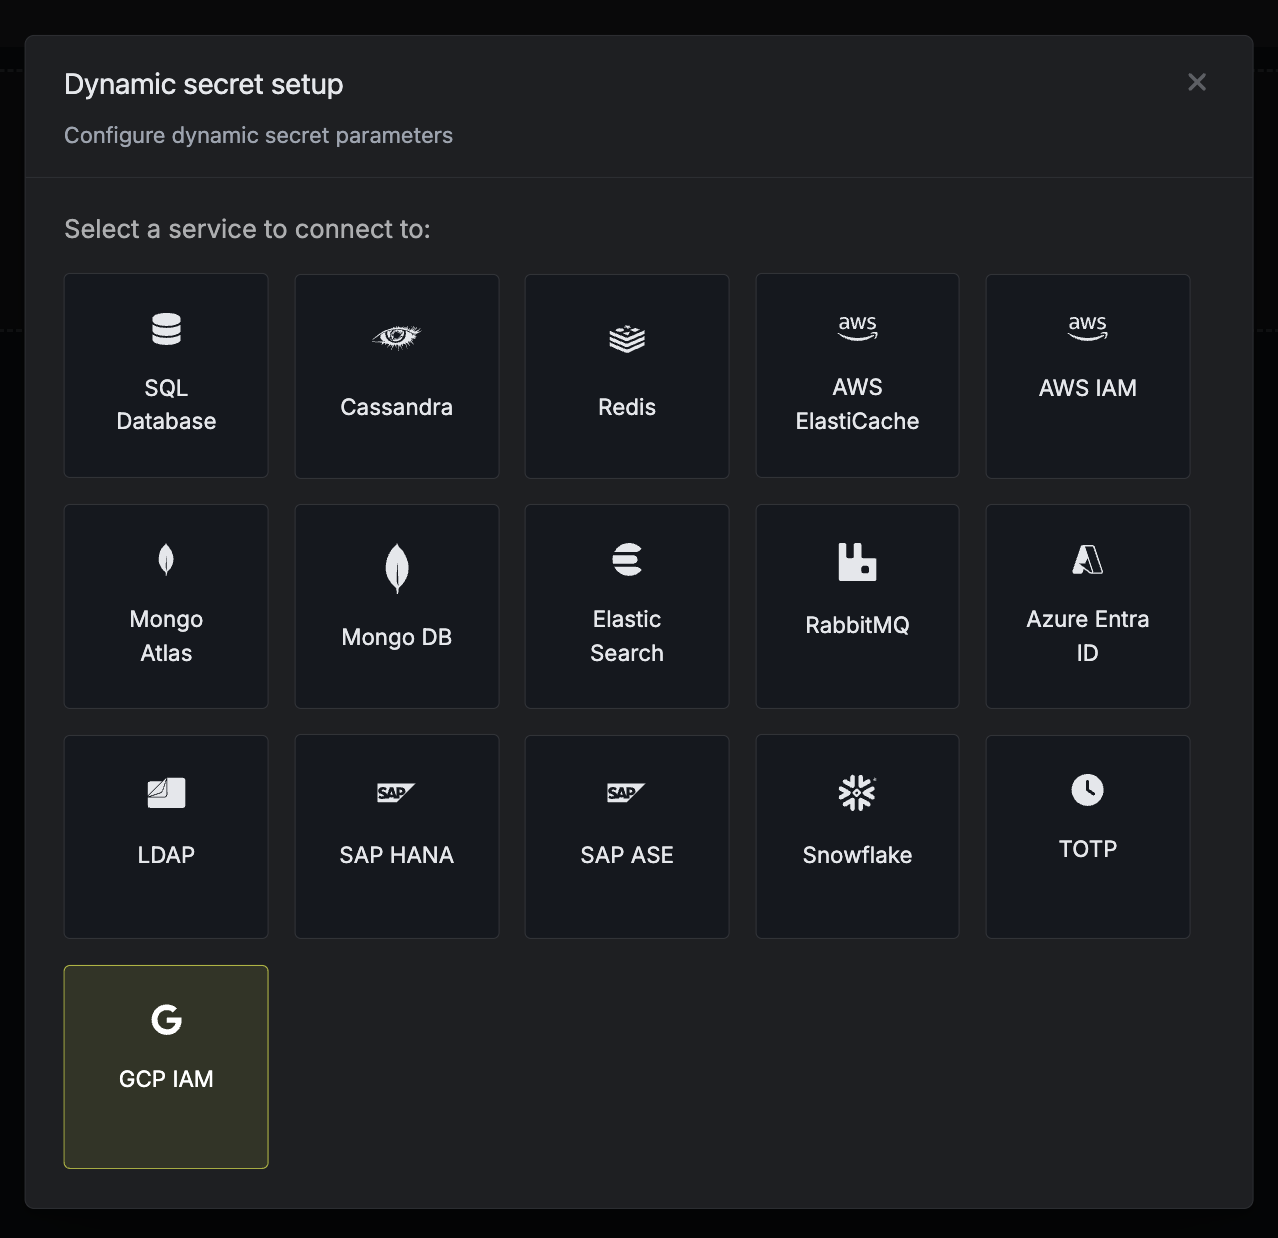 Dynamic secret setup
Configure dynamic secret parameters
Select a service to connect to:
SQL
Database
Cassandra
Redis
aws
AWS
ElastiCache
aws
AWS IAM
Mongo
Atlas
Mongo DB
Elastic
Search
RabbitMQ
Azure Entra
ID
LDAP
SAP
SAP HANA
SAP
SAP ASE
Snowflake
TOTP
G
GCP IAM